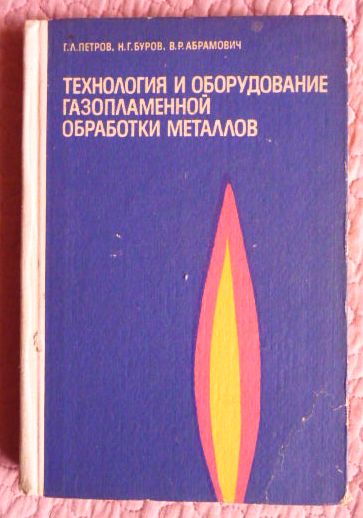 Г.Л.ПЕТРОВ, Н.Г.БУРОВ, В.Р.АБРАМОВИЧ
ТЕХНОЛОГИЯ И ОБОРУДОВАНИЕ
ГАЗОПЛАМЕННОЙ
ОБРАБОТКИ МЕТАЛЛОВ